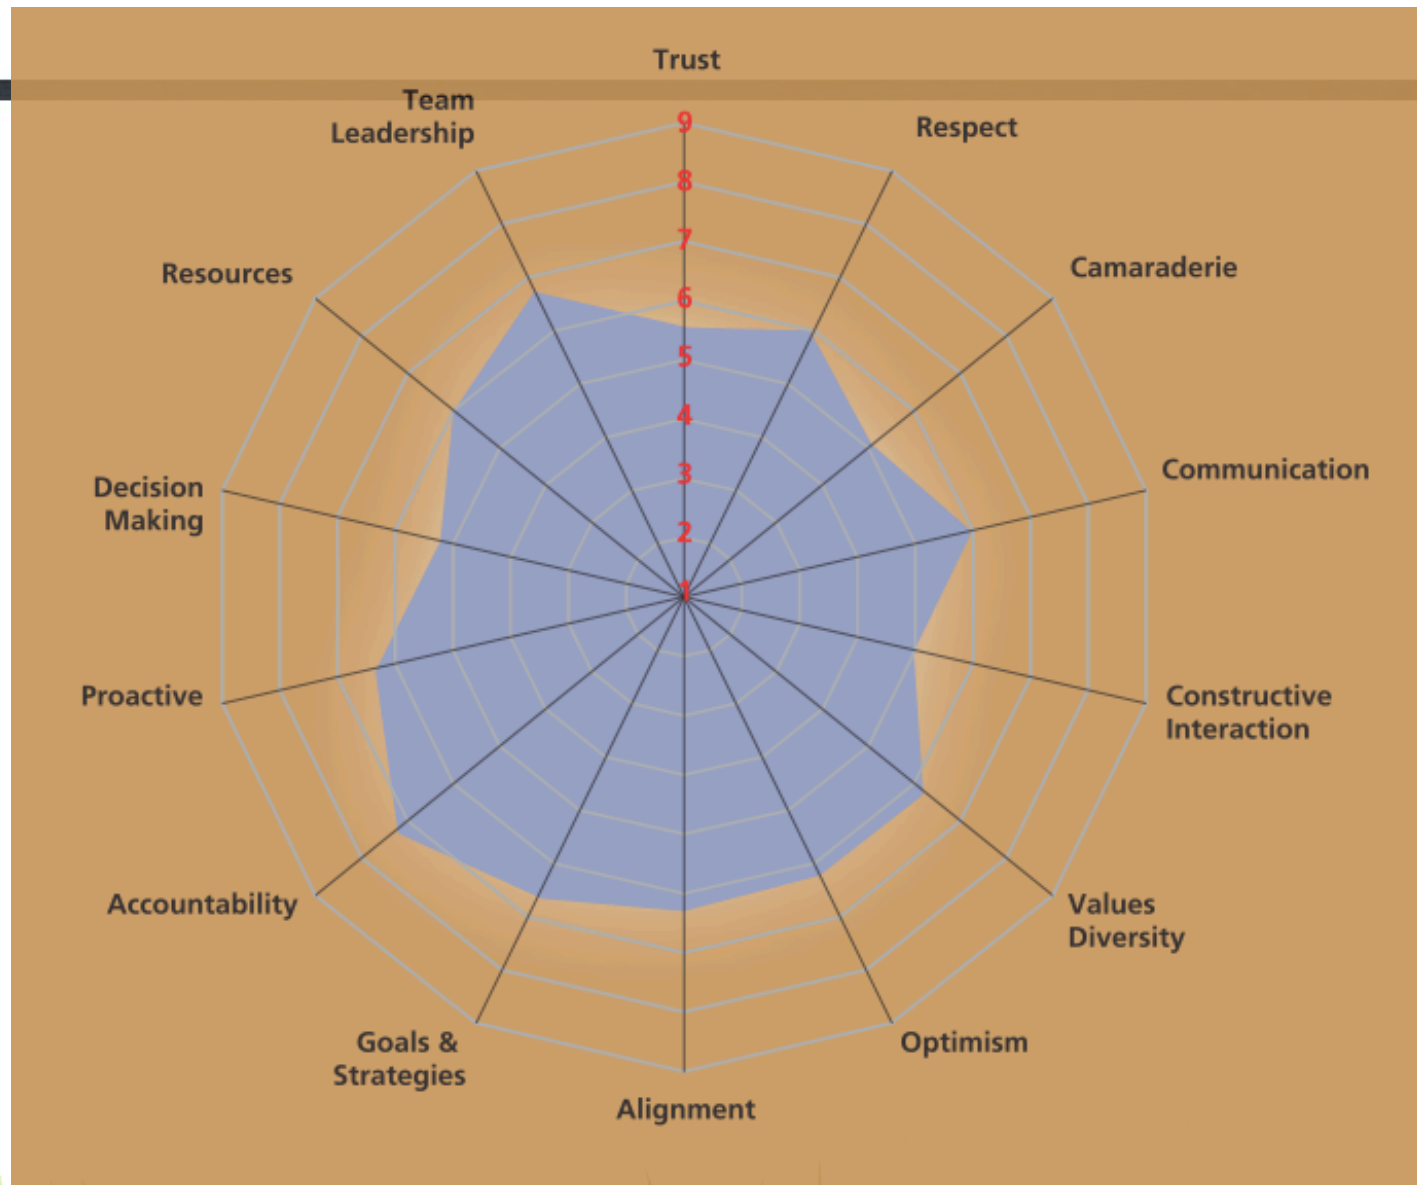 Trust
Team
Leadership
Respect
Camaraderie
Communication
Constructive
Interaction
Values
Diversity
Optimism
Alignment
Goals &
Strategies
Accountability
Proactive
Decision
Making
Resources
9
8
7
6
5
4
3
2
1